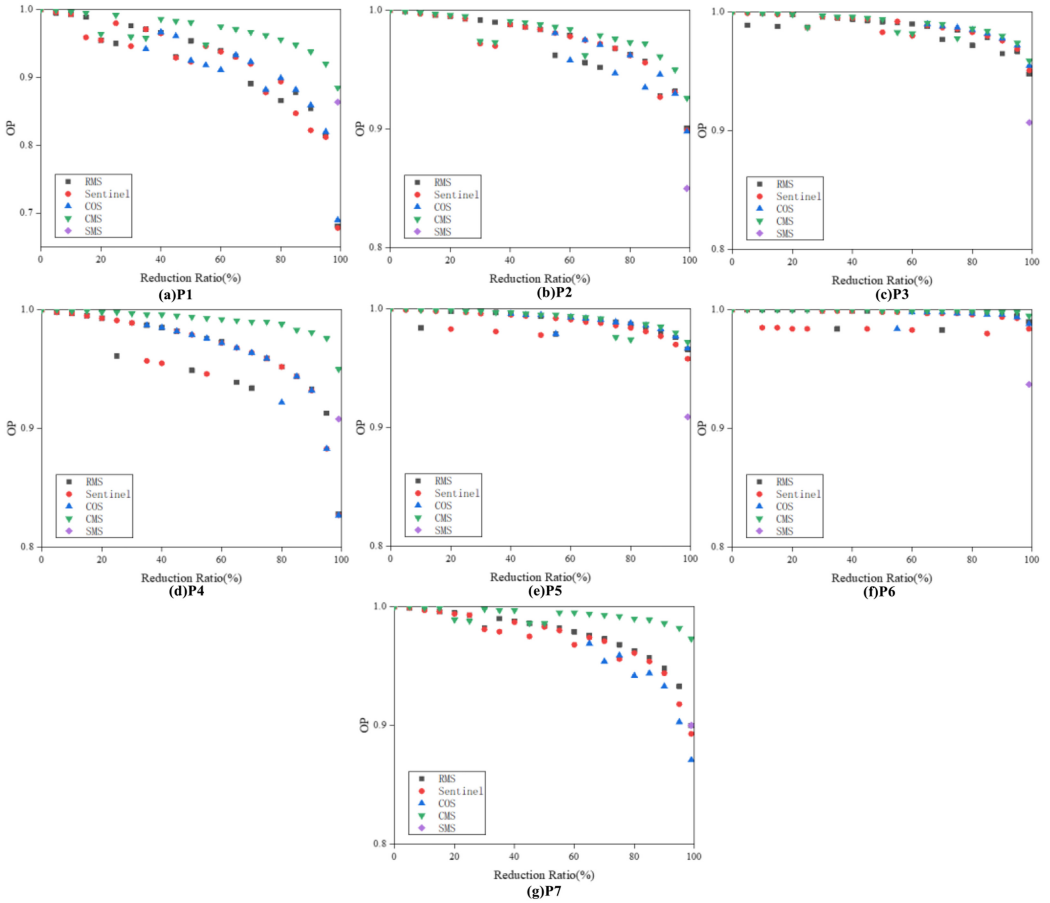 1.0
0.9
0.8
0.7
OP
RMS
Sentinel
COS
CMS
SMS
0 20 40 60 80 100
Reduction Ratio(%)
(a)P1
1.0
0.9
0.8
OP
RMS
Sentinel
COS
CMS
SMS
0 20 40 60 80 100
Reduction Ratio(%)
(b)P2
1.0
0.9
0.8
OP
RMS
Sentinel
COS
CMS
SMS
0 20 40 60 80 100
Reduction Ratio(%)
(c)P3
1.0
0.9
0.8
OP
RMS
Sentinel
COS
CMS
SMS
0 20 40 60 80 100
Reduction Ratio(%)
(d)P4
1.0
0.9
0.8
OP
RMS
Sentinel
COS
CMS
SMS
0 20 40 60 80 100
Reduction Ratio(%)
(e)P5
1.0
0.9
0.8
OP
RMS
Sentinel
COS
CMS
SMS
0 20 40 60 80 100
Reduction Ratio(%)
(f)P6
1.0
0.9
0.8
OP
RMS
Sentinel
COS
CMS
SMS
0 20 40 60 80 100
Reduction Ratio(%)
(g)P7